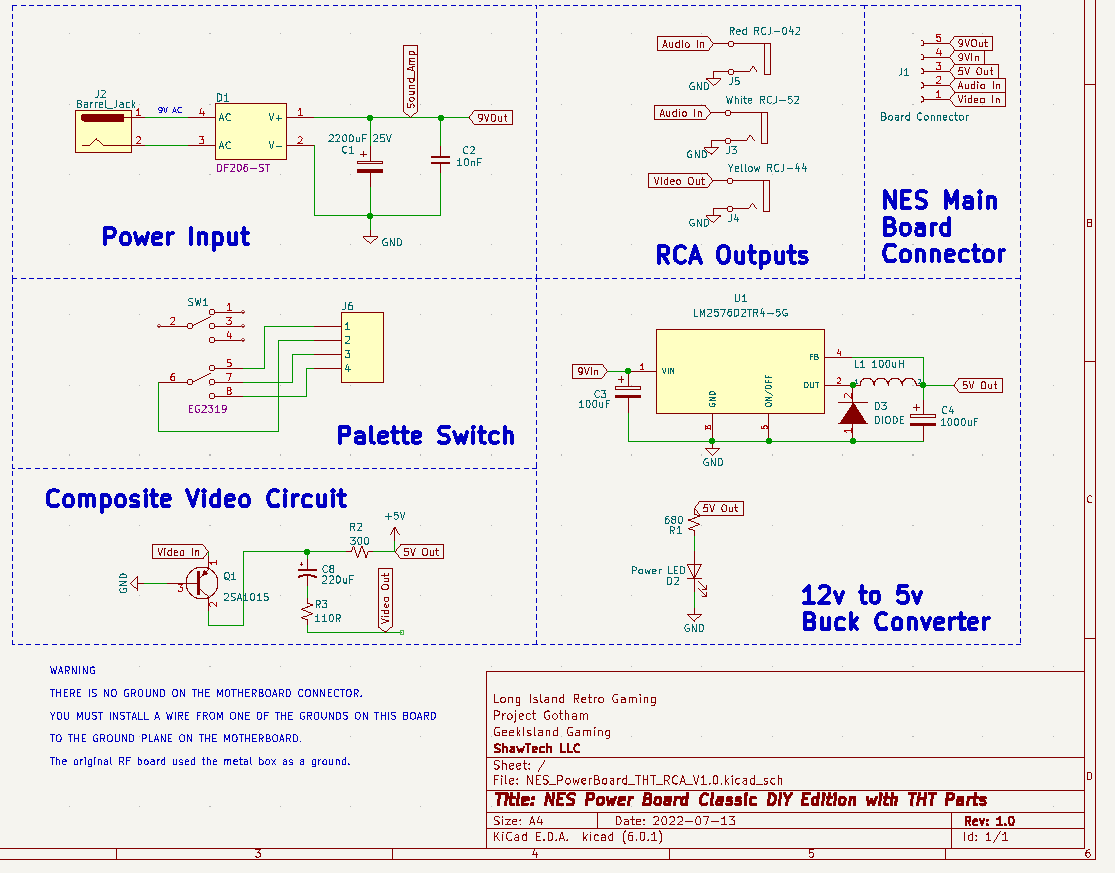 J2
Barrel_Jack
1
2
9V AC
D1
4
3
AC
AC
V+
V-
1
2
DF206-ST
Sound_Amp
2200uF 25V
C1
+
C2
10nF
9VOut
GND
Power Input
Red RCJ-042
Audio In
GND
J5
White RCJ-52
Audio In
GND
J3
Yellow RCJ-44
Video Out
GND
J4
RCA Outputs
J1
5
9VOut
4
9VIn
3
5V Out
2
Audio In
1
Video In
Board Connector
NES Main
Board
Connector
SW1
2
1
3
4
6
5
7
8
EG2319
J6
1
2
3
4
Palette Switch
U1
LM2576D2TR4-5G
9VIn
1
VIN
FB
4
OUT
2
GND
3
ON/OFF
5
+
C3
100uF
L1 100uH
1
2
5V Out
2
1
D3
DIODE
+
C4
1000uF
GND
5V Out
680
R1
Power LED
D2
GND
12v to 5v
Buck Converter
Composite Video Circuit
Video In
1
Q1
3
2
2SA1015
GND
R2
300
+5V
5V Out
+
C8
220uF
R3
110R
Video Out
WARNING
THERE IS NO GROUND ON THE MOTHERBOARD CONNECTOR.
YOU MUST INSTALL A WIRE FROM ONE OF THE GROUNDS ON THIS BOARD
TO THE GROUND PLANE ON THE MOTHERBOARD.
The original RF board used the metal box as a ground.
Long Island Retro Gaming
Project Gotham
GeekIsland Gaming
ShawTech LLC
Sheet: /
File: NES_PowerBoard_THT_RCA_V1.0.kicad_sch
Title: NES Power Board Classic DIY Edition with THT Parts
Size: A4
Date: 2022-07-13
Rev: 1.0
KiCad E.D.A. kicad (6.0.1)
Id: 1/1
B
C
D
3
4
5
6